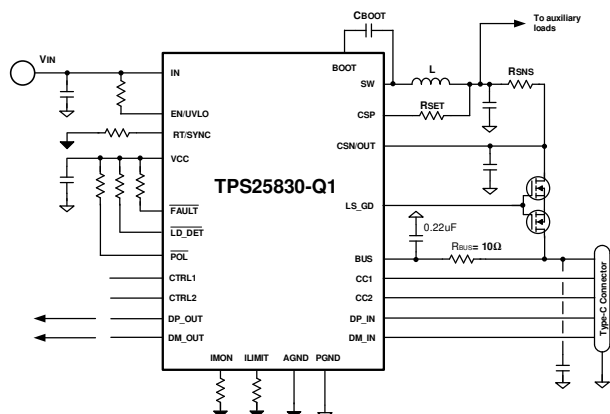 CBOOT
To auxiliary
loads
VIN
BOOT
IN
SW
L
RSNS
EN/UVLO
CSP
RSET
RT/SYNC
CSN/OUT
VCC
TPS25830-Q1
FAULT
LS_GD
LD_DET
0.22uF
POL
BUS
RBUS= 10Ω
CTRL1
CC1
CTRL2
CC2
DP_OUT
DP_IN
DM_OUT
DM_IN
Type-C Connector
IMON
ILIMIT
AGND
PGND